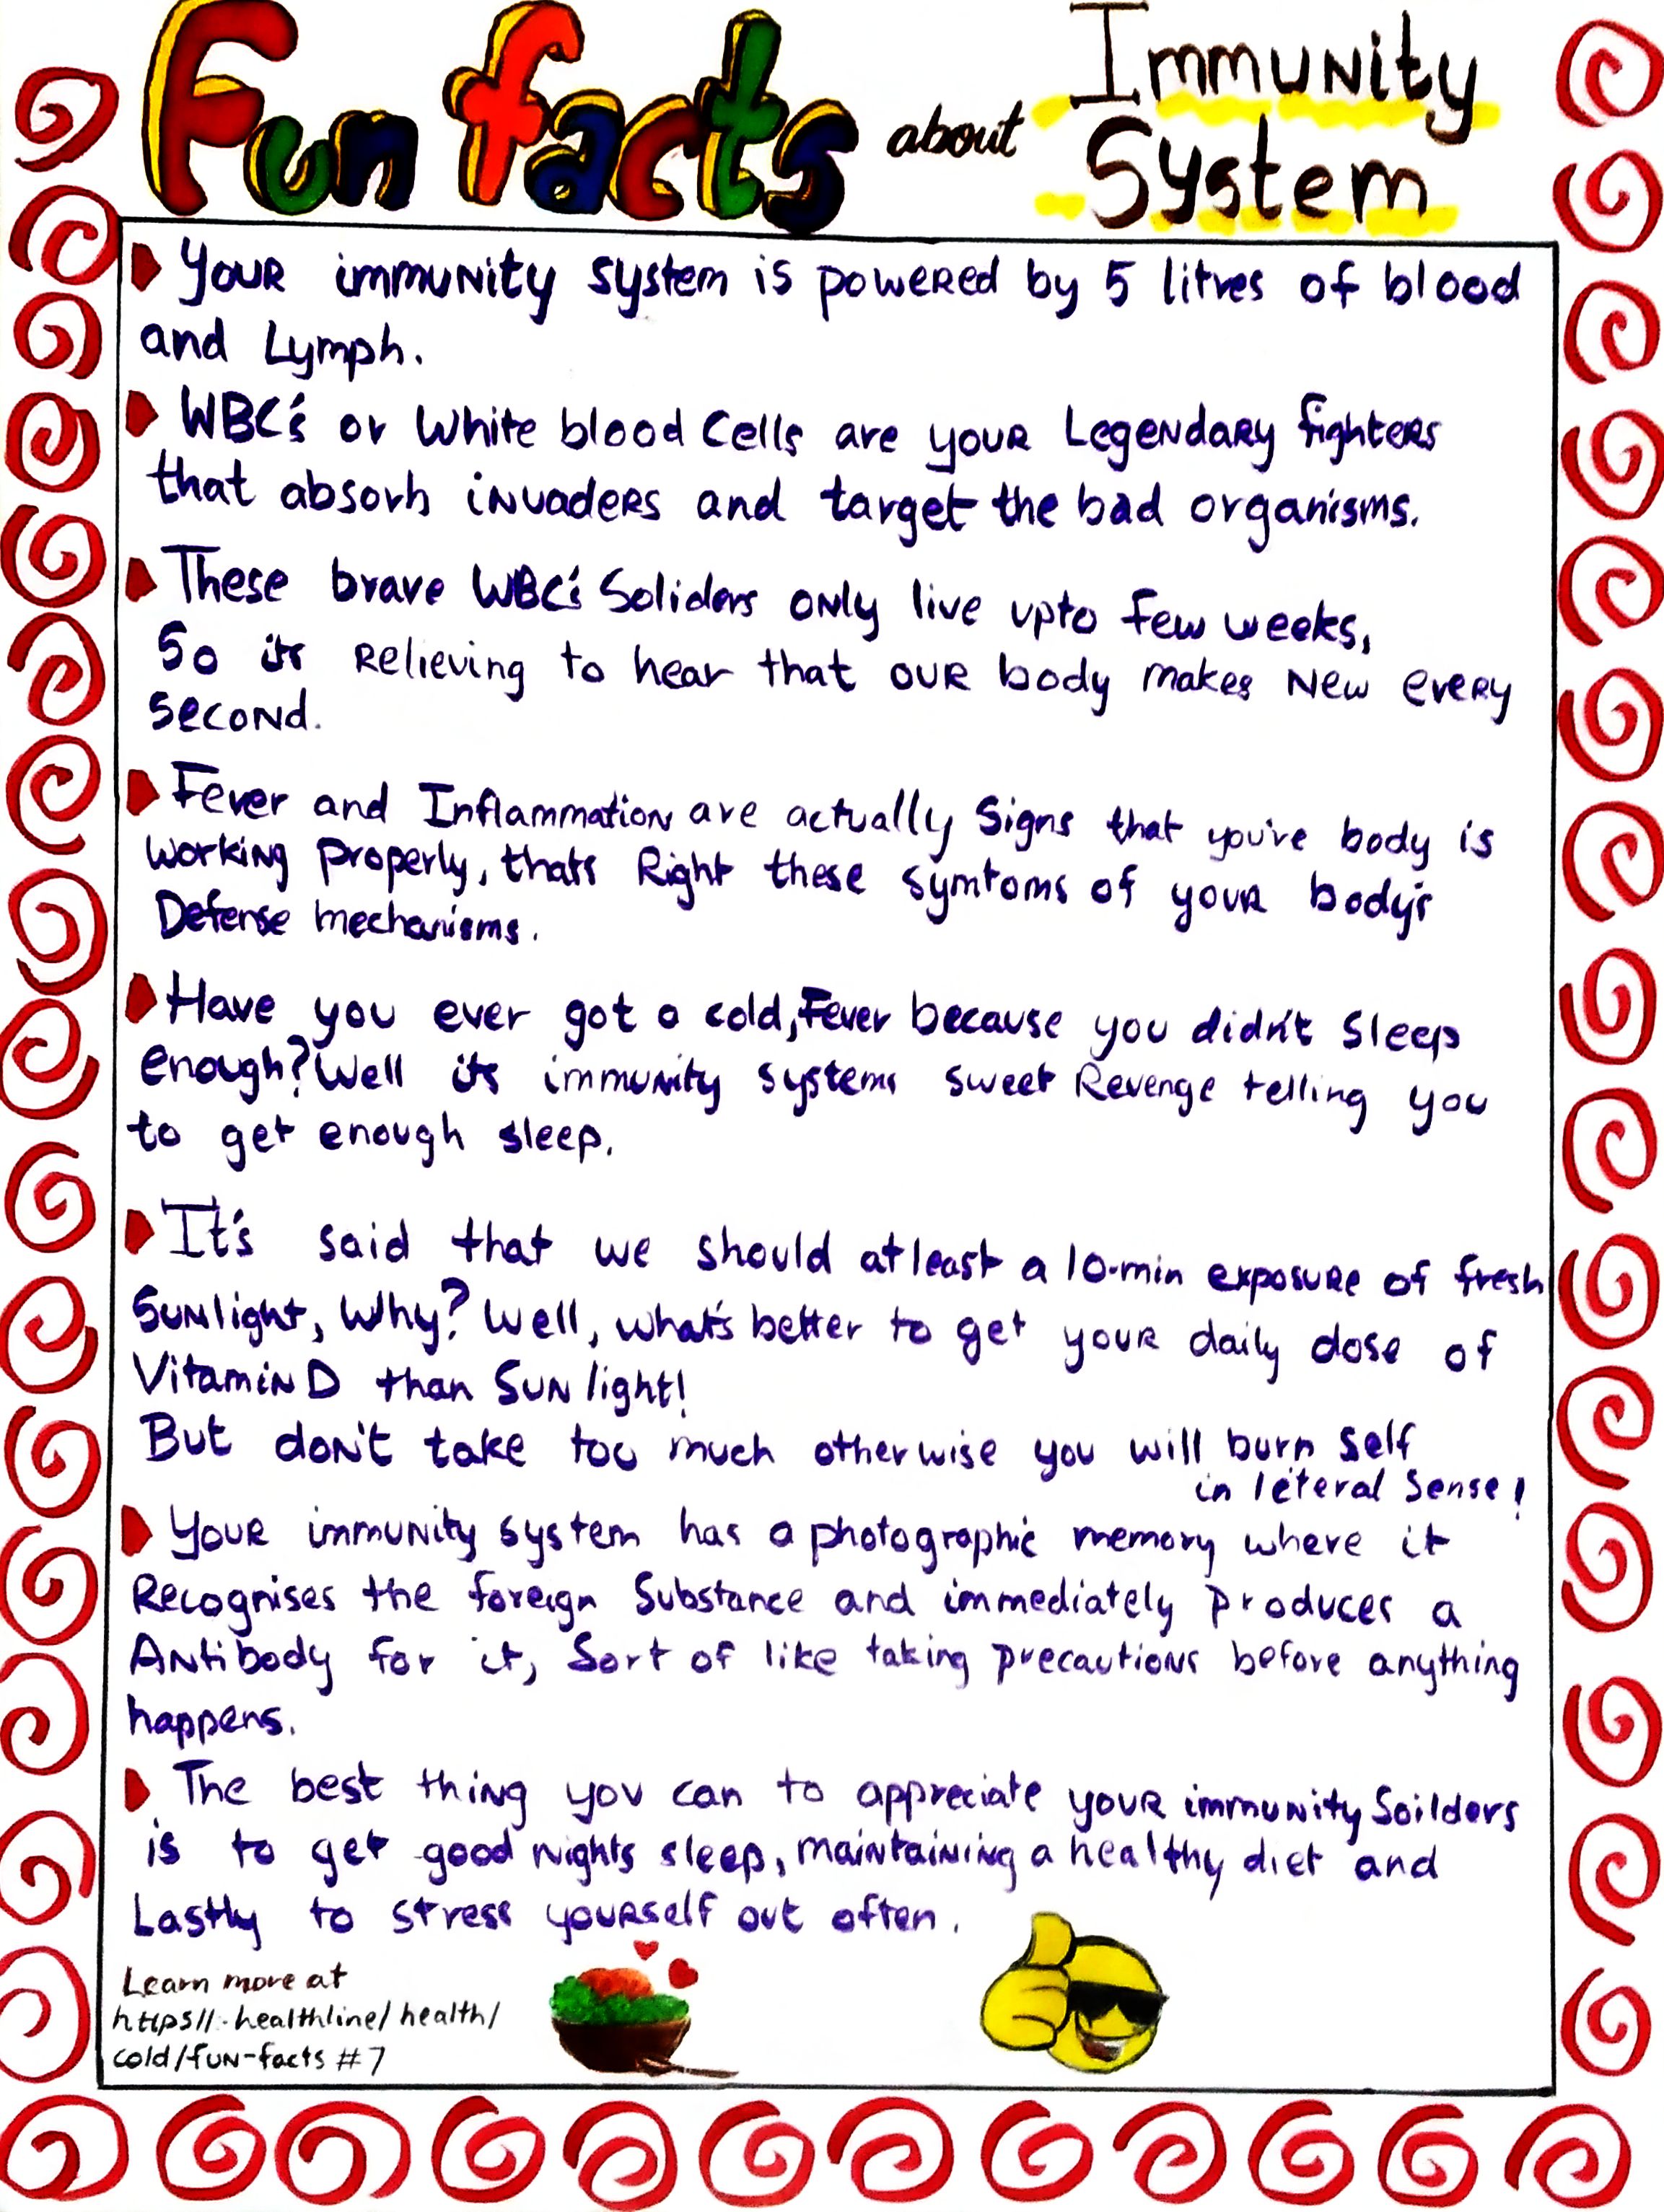 Fun facts about Immunity System
Your immunity system is powered by 5 litres of blood
and Lymph.
WBC's or White blood Cells are your Legendary fighters
that absorb invaders and target the bad organisms.
These brave WBC's Soliders only live upto few weeks,
So its Relieving to hear that our body makes New every
second.
Fever and Inflammation are actually Signs that you're body is
working properly, thats Right these symtoms of your body's
Defense mechanisms.
Have you ever got a cold, Fever because you didn't Sleep
enough? Well its immunity systems sweet Revenge telling you
to get enough sleep.
It's said that we should atleast a 10-min exposure of fresh
Sunlight, Why? Well, what's better to get your daily dose of
Vitamin D than Sun light!
But don't take too much otherwise you will burn Self
in leteral Sense!
Your immunity system has a photographic memory where it
Recognises the foreign Substance and immediately produces a
Antibody for it, Sort of like taking precautions before anything
happens.
The best thing you can to appreciate your immunity Soilders
is to get good nights sleep, maintaining a healthy diet and
Lastly to stress yourself out often.
Learn more at
https//:-healthline/health/
cold/fun-facts #7